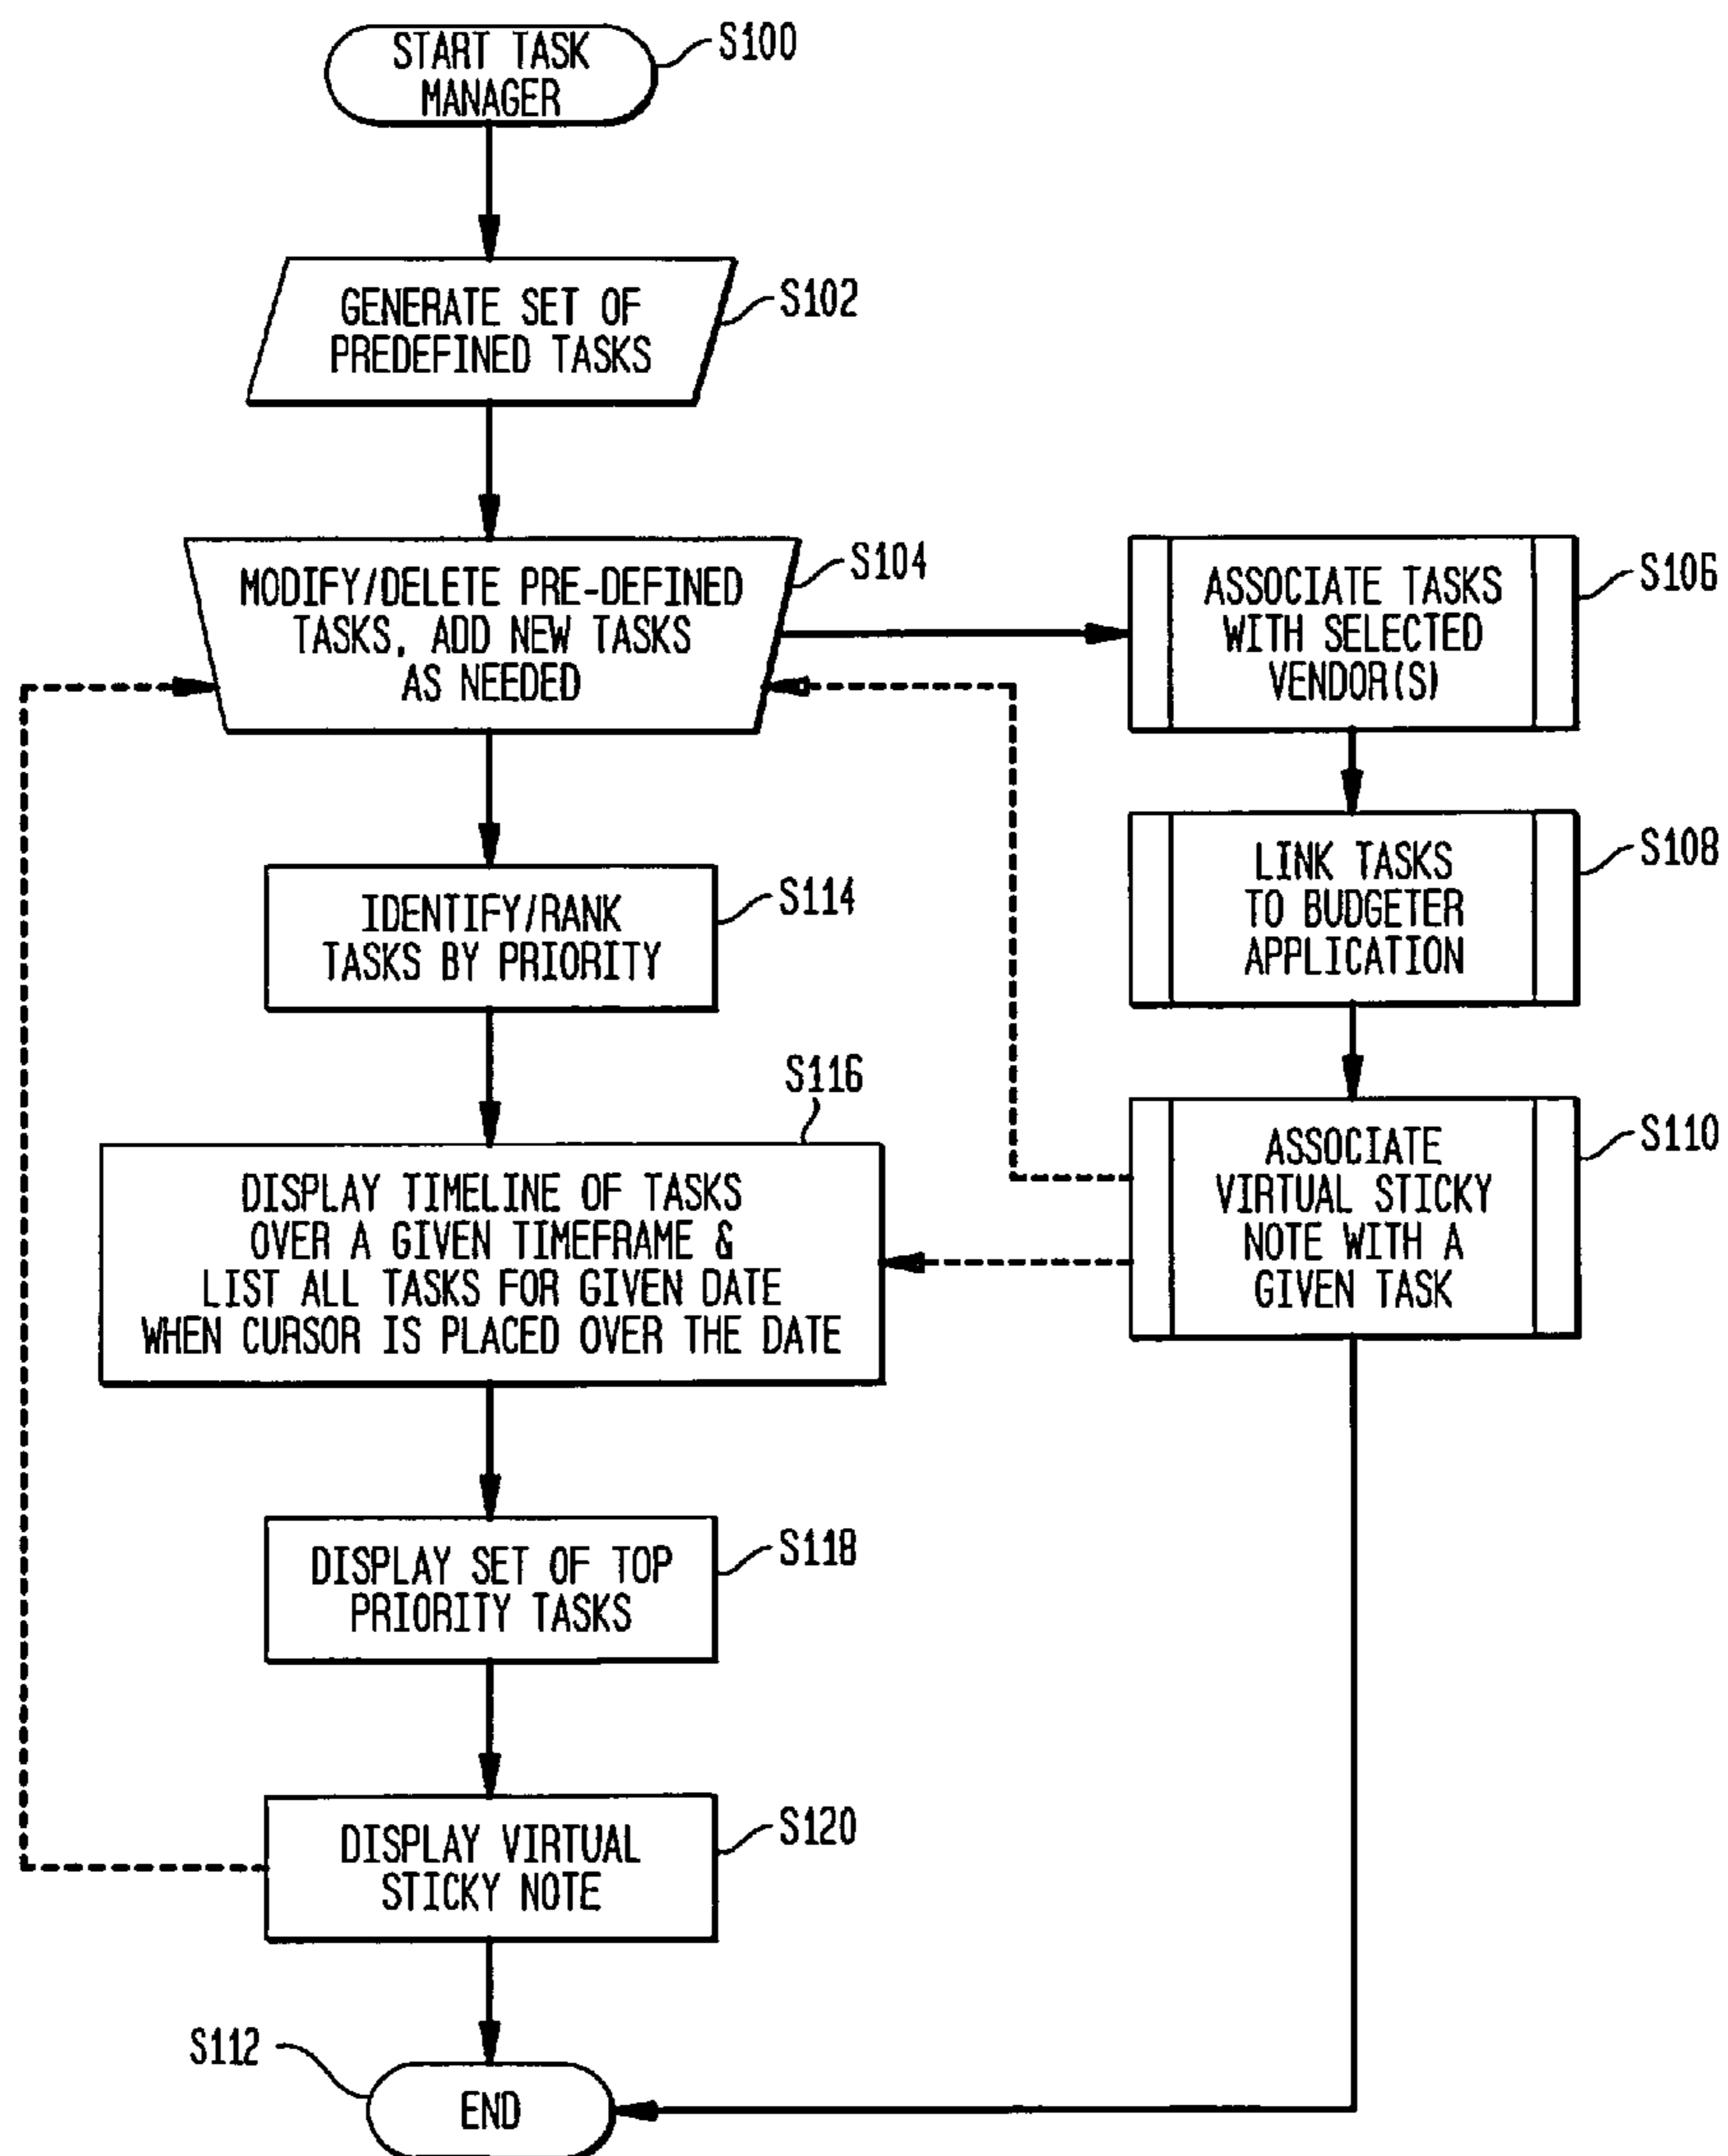 START TASK
MANAGER
S100
GENERATE SET OF
PREDEFINED TASKS
S102
MODIFY/DELETE PRE-DEFINED
TASKS, ADD NEW TASKS
AS NEEDED
S104
ASSOCIATE TASKS
WITH SELECTED
VENDOR(S)
S106
LINK TASKS
TO BUDGETER
APPLICATION
S108
IDENTIFY/RANK
TASKS BY PRIORITY
S114
ASSOCIATE
VIRTUAL STICKY
NOTE WITH A
GIVEN TASK
S110
S116
DISPLAY TIMELINE OF TASKS
OVER A GIVEN TIMEFRAME &
LIST ALL TASKS FOR GIVEN DATE
WHEN CURSOR IS PLACED OVER THE DATE
DISPLAY SET OF TOP
PRIORITY TASKS
S118
DISPLAY VIRTUAL
STICKY NOTE
S120
S112
END